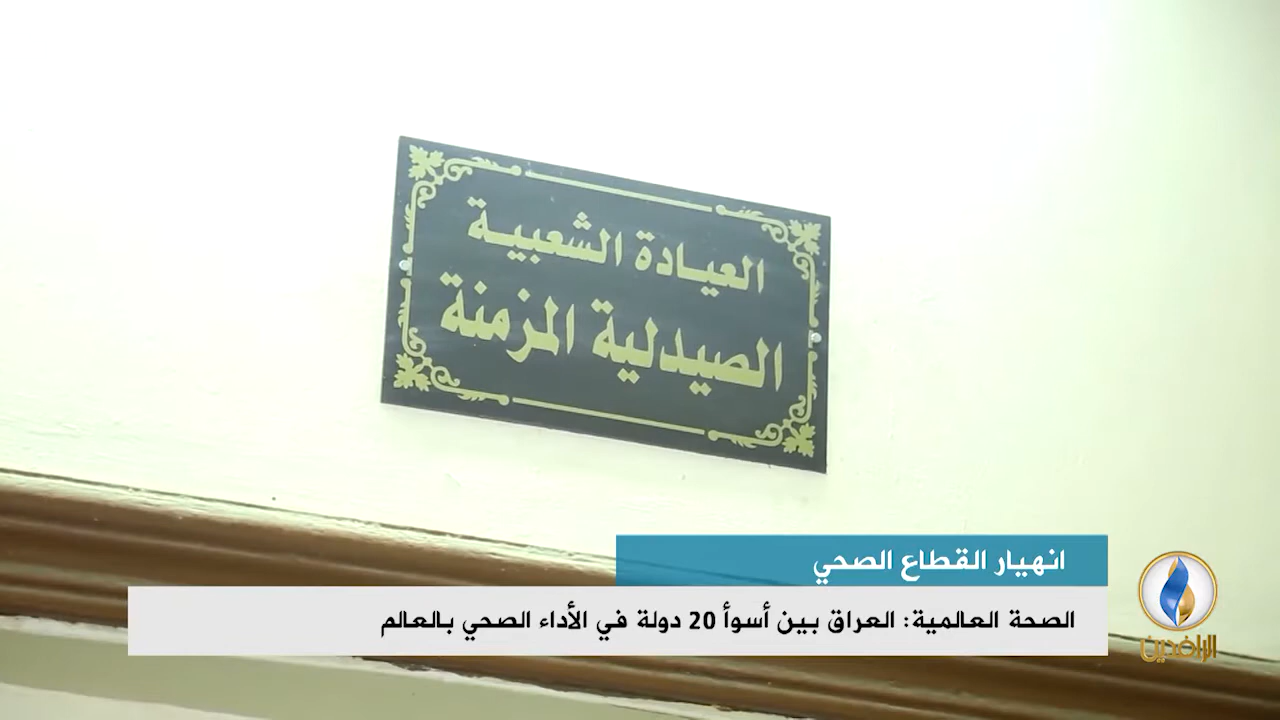 العيادة الشعبية
الصيدلية المزمنة
انهيار القطاع الصحي
الصحة العالمية: العراق بين أسوأ 20 دولة في الأداء الصحي بالعالم
الرافدين